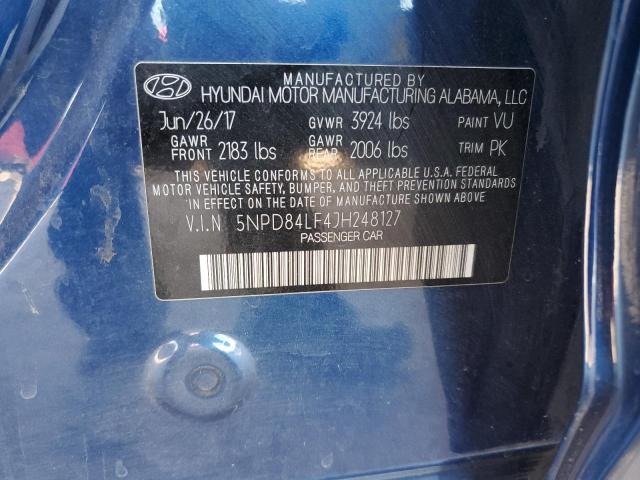 MANUFACTURED BY
HYUNDAI MOTOR MANUFACTURING ALABAMA, LLC
Jun/26/17 GVWR 3924 lbs PAINT VU
GAWR FRONT 2183 lbs GAWR REAR 2006 lbs TRIM PK
THIS VEHICLE CONFORMS TO ALL APPLICABLE U.S.A. FEDERAL
MOTOR VEHICLE SAFETY, BUMPER, AND THEFT PREVENTION STANDARDS
IN EFFECT ON THE DATE OF MANUFACTURE SHOWN ABOVE.
V.I.N 5NPD84LF4JH248127
PASSENGER CAR